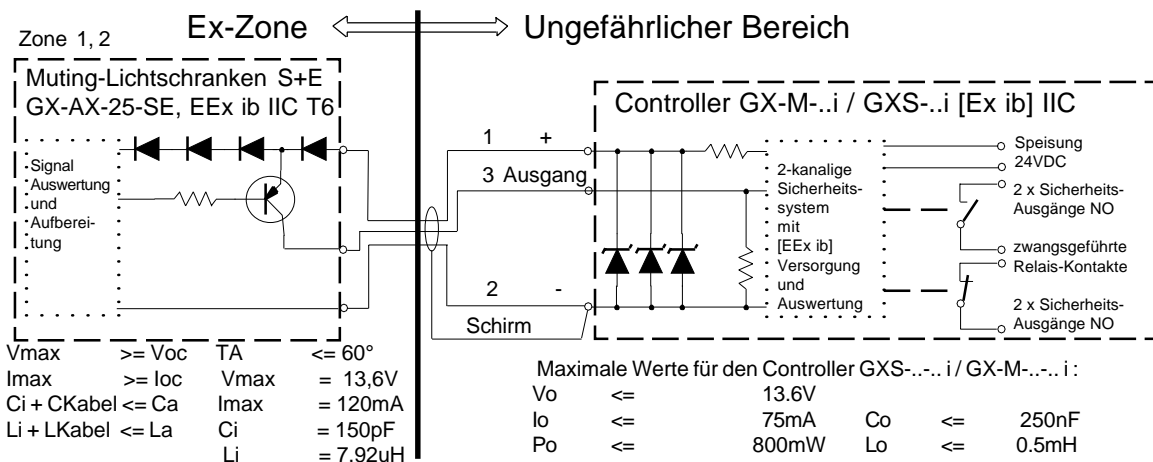 Ex-Zone
Ungefährlicher Bereich
Zone 1, 2
Muting-Lichtschranken S+E
GX-AX-25-SE, EEx ib IIC T6
Signal
Auswertung
und
Aufberei-
tung
1 +
3 Ausgang
2 -
Schirm
Controller GX-M-..i / GXS-..i [Ex ib] IIC
2-kanalige
Sicherheits-
system
mit
[EEx ib]
Versorgung
und
Auswertung
Speisung
24VDC
2 x Sicherheits-
Ausgänge NO
zwangsgeführte
Relais-Kontakte
2 x Sicherheits-
Ausgänge NO
Vmax >= Voc TA <= 60°
Imax >= Ioc Vmax = 13,6V
Ci + CKabel <= Ca Imax = 120mA
Li + LKabel <= La Ci = 150pF
Li = 7.92uH
Maximale Werte für den Controller GXS-..-.. i / GX-M-..-.. i :
Vo <= 13.6V
Io <= 75mA Co <= 250nF
Po <= 800mW Lo <= 0.5mH